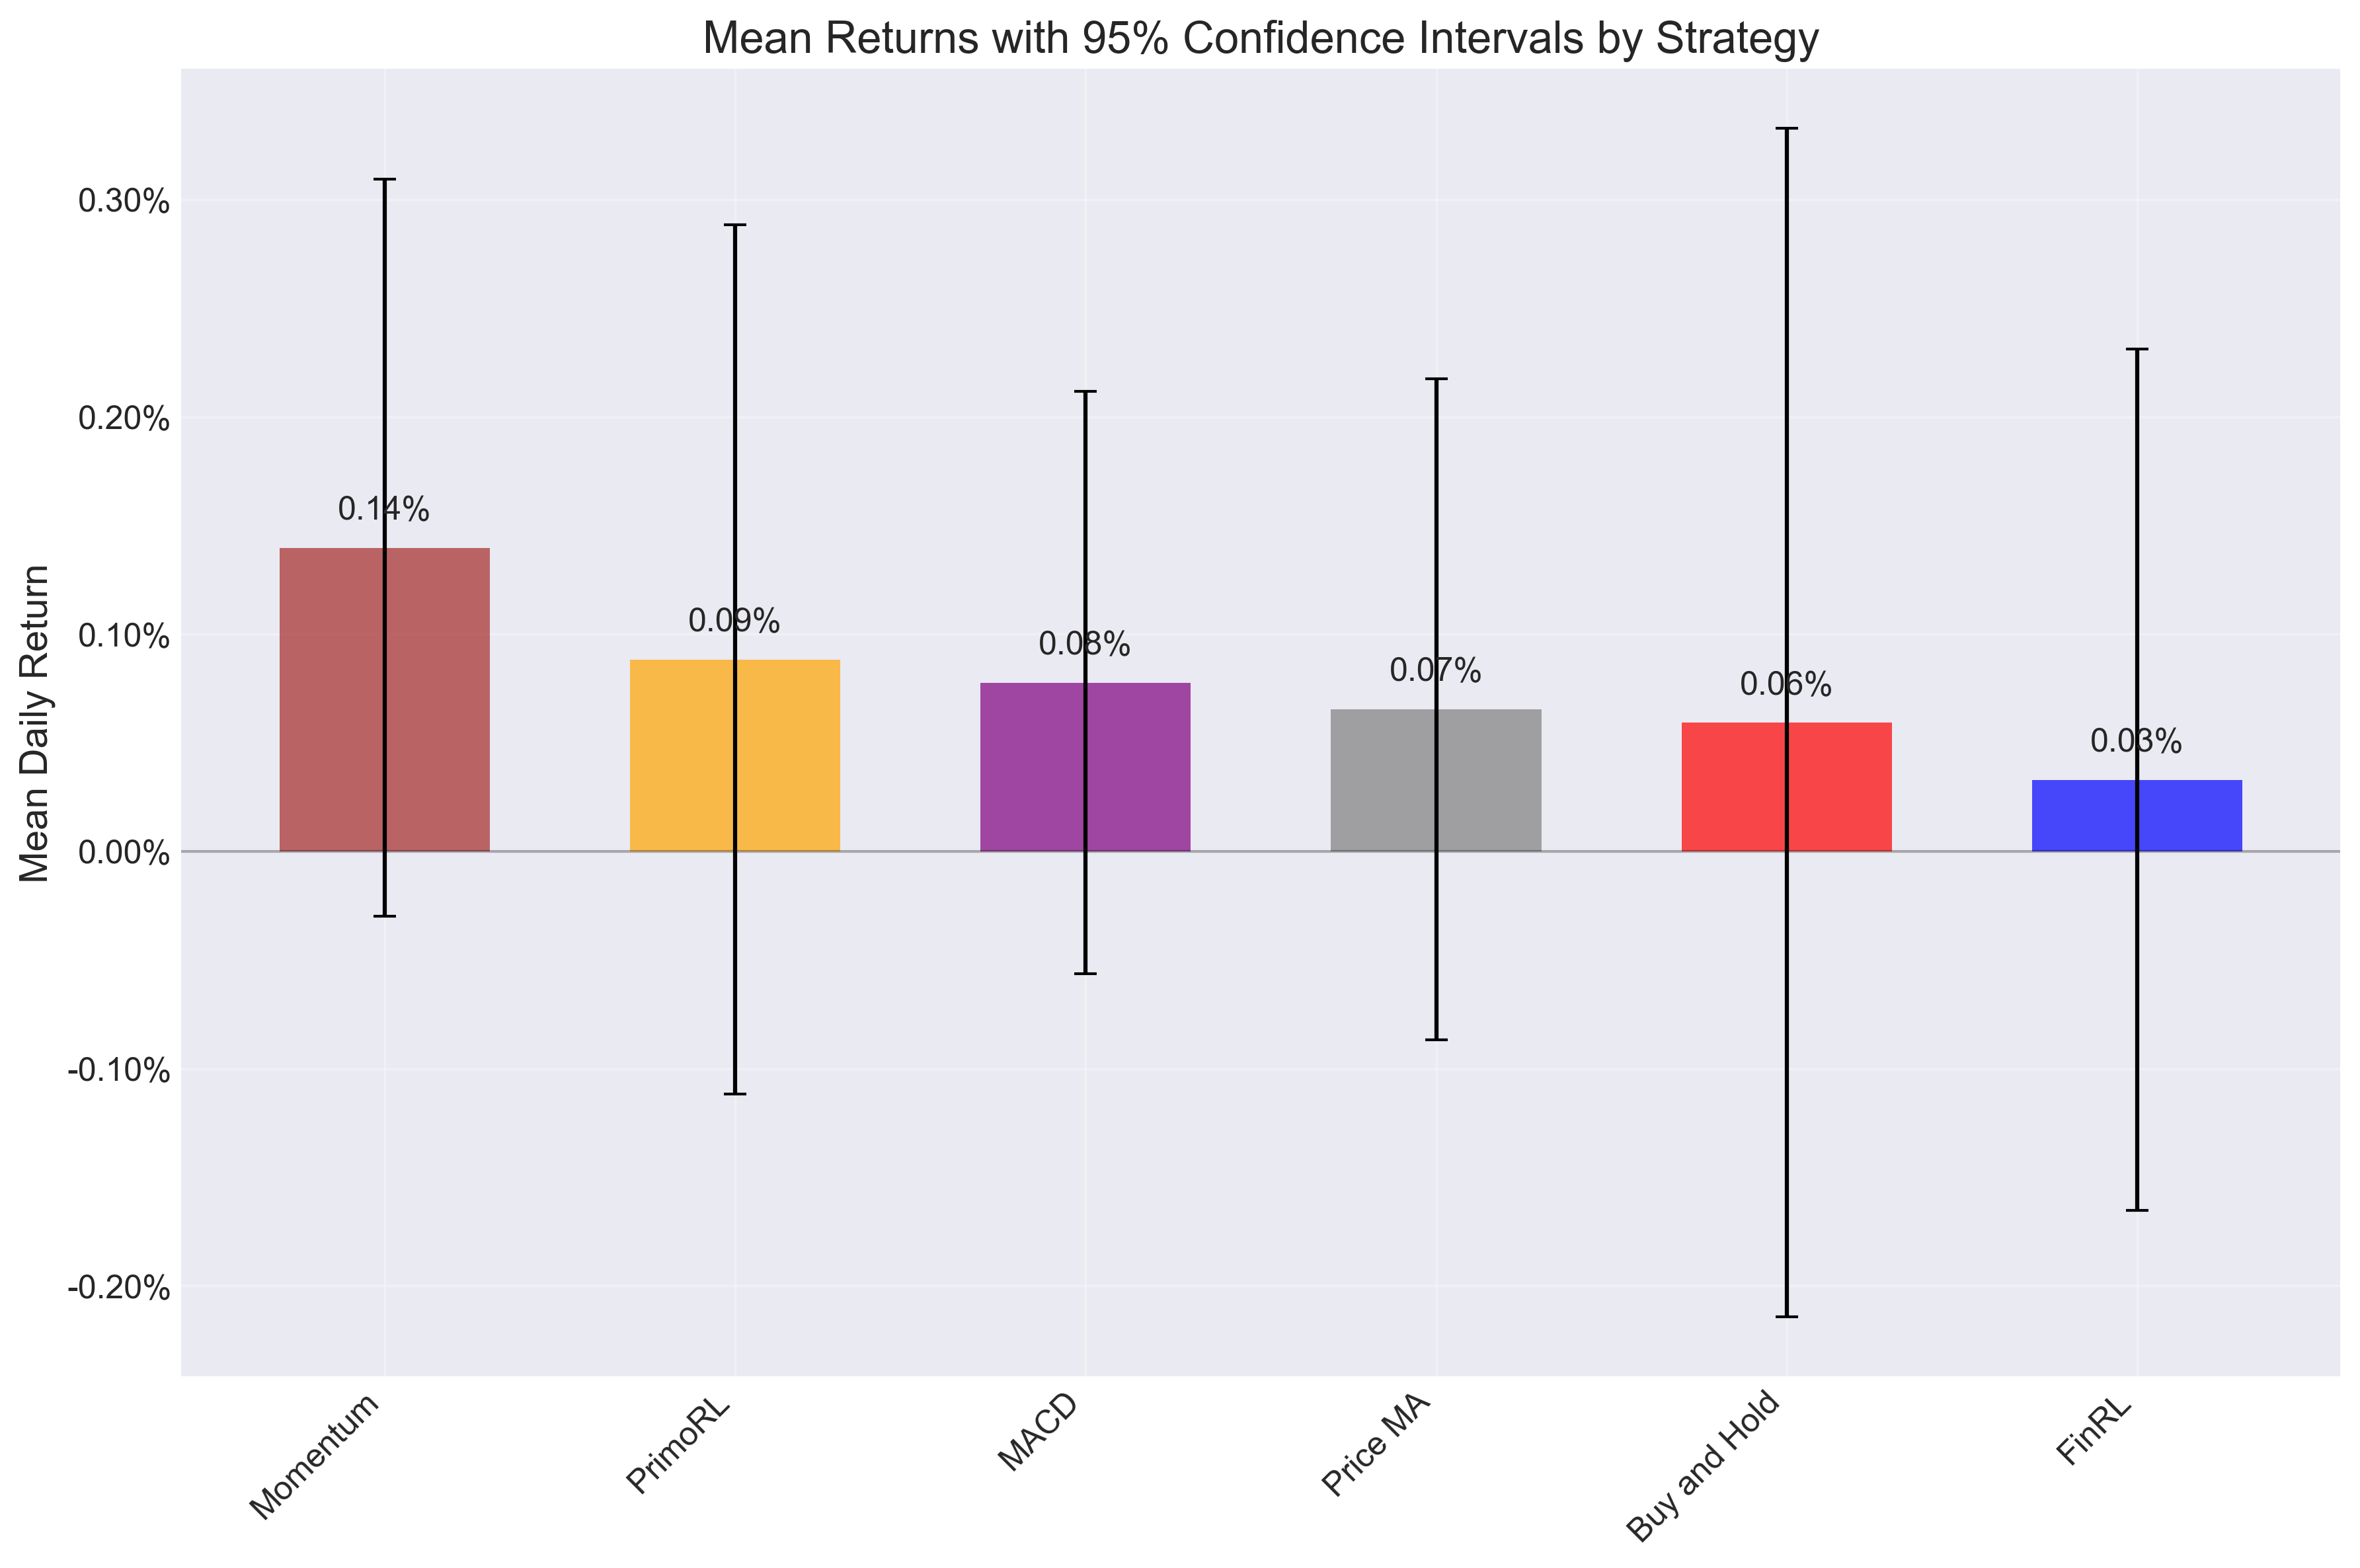 Mean Returns with 95% Confidence Intervals by Strategy
Mean Daily Return
0.30%
0.20%
0.10%
0.00%
-0.10%
-0.20%
0.14%
0.09%
0.08%
0.07%
0.06%
0.03%
Momentum
PrimoRL
MACD
Price MA
Buy and Hold
FinRL